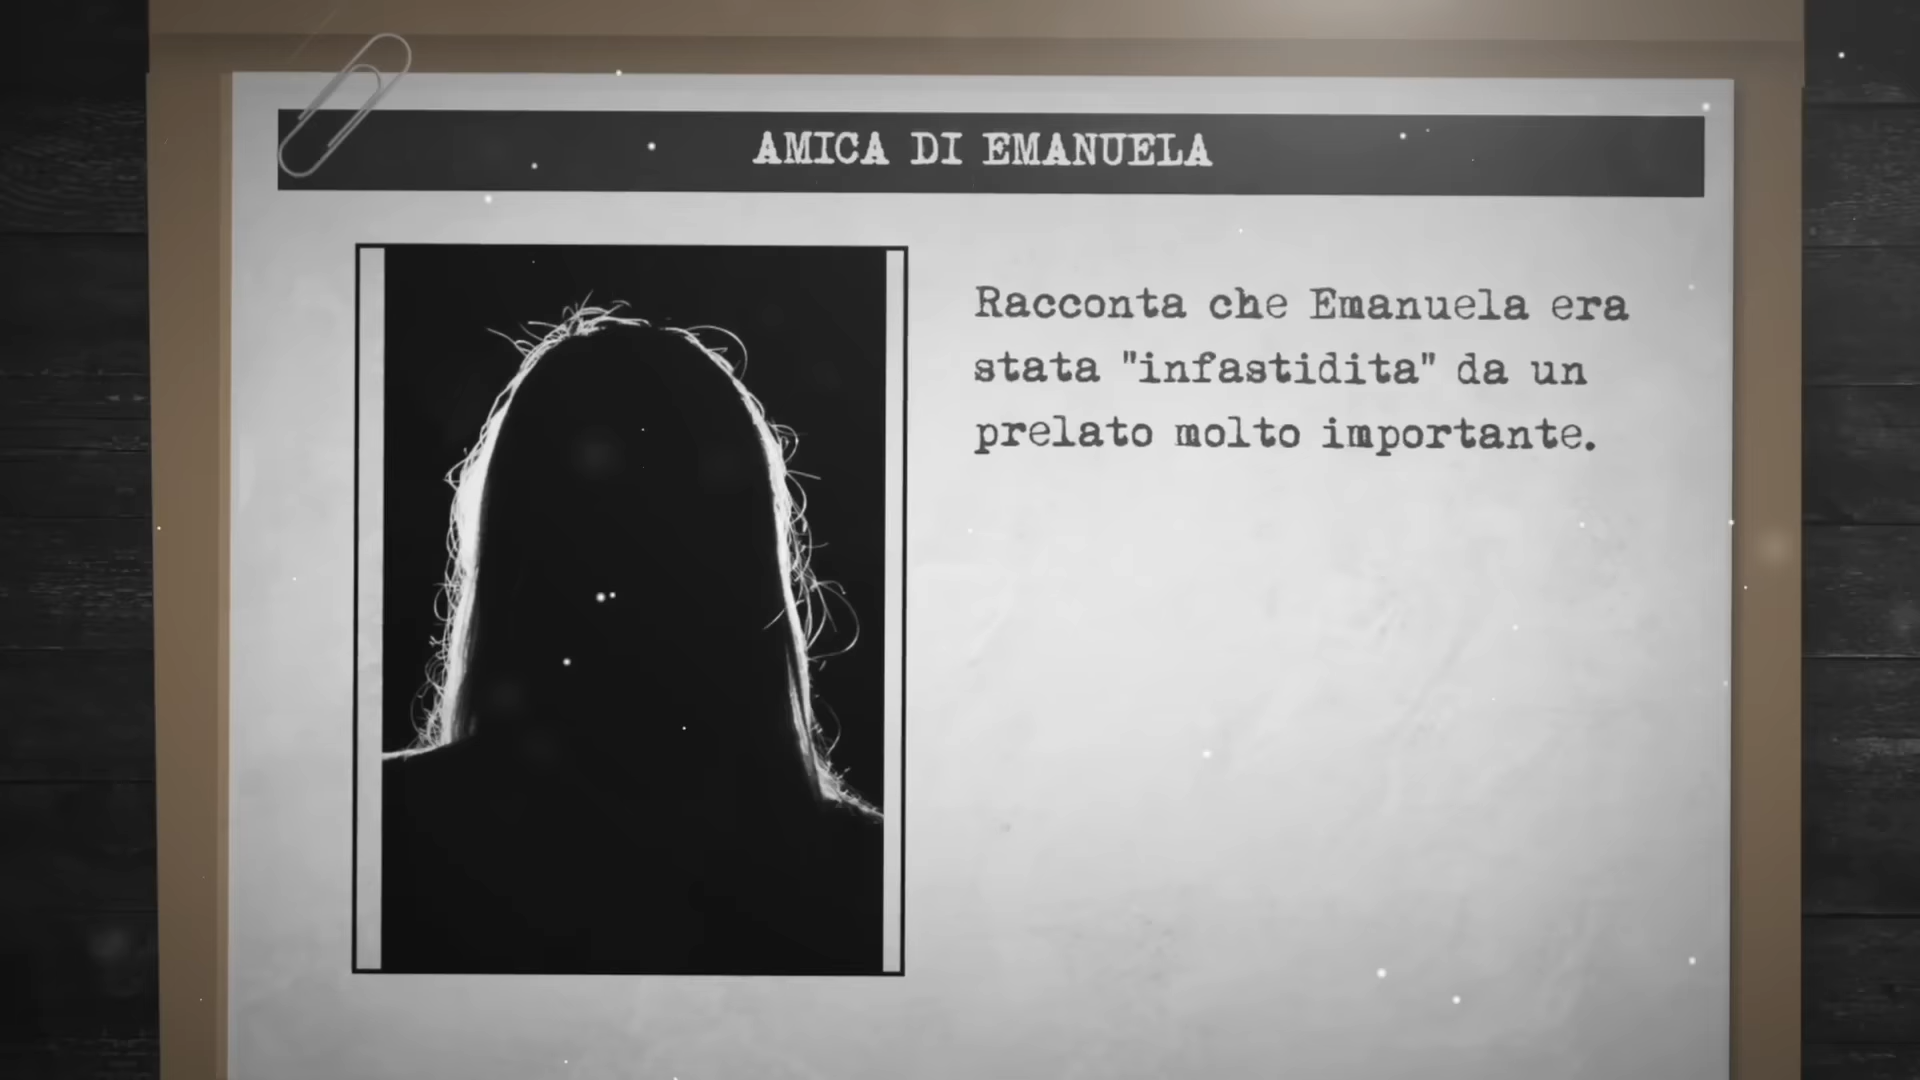 AMICA DI EMANUELA
Racconta che Emanuela era
stata "infastidita" da un
prelato molto importante.